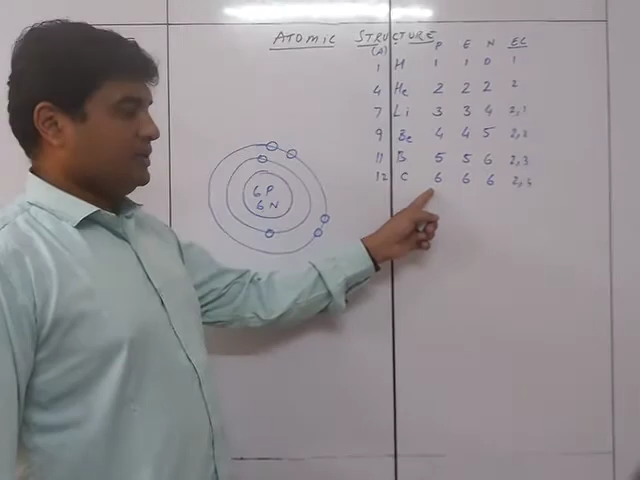 ATOMIC STRUCTURE
(A) P E N EC
1 H 1 1 0 1
4 He 2 2 2 2
7 Li 3 3 4 2,1
9 Be 4 4 5 2,2
11 B 5 5 6 2,3
12 C 6 6 6 2,4
6 P
6 N